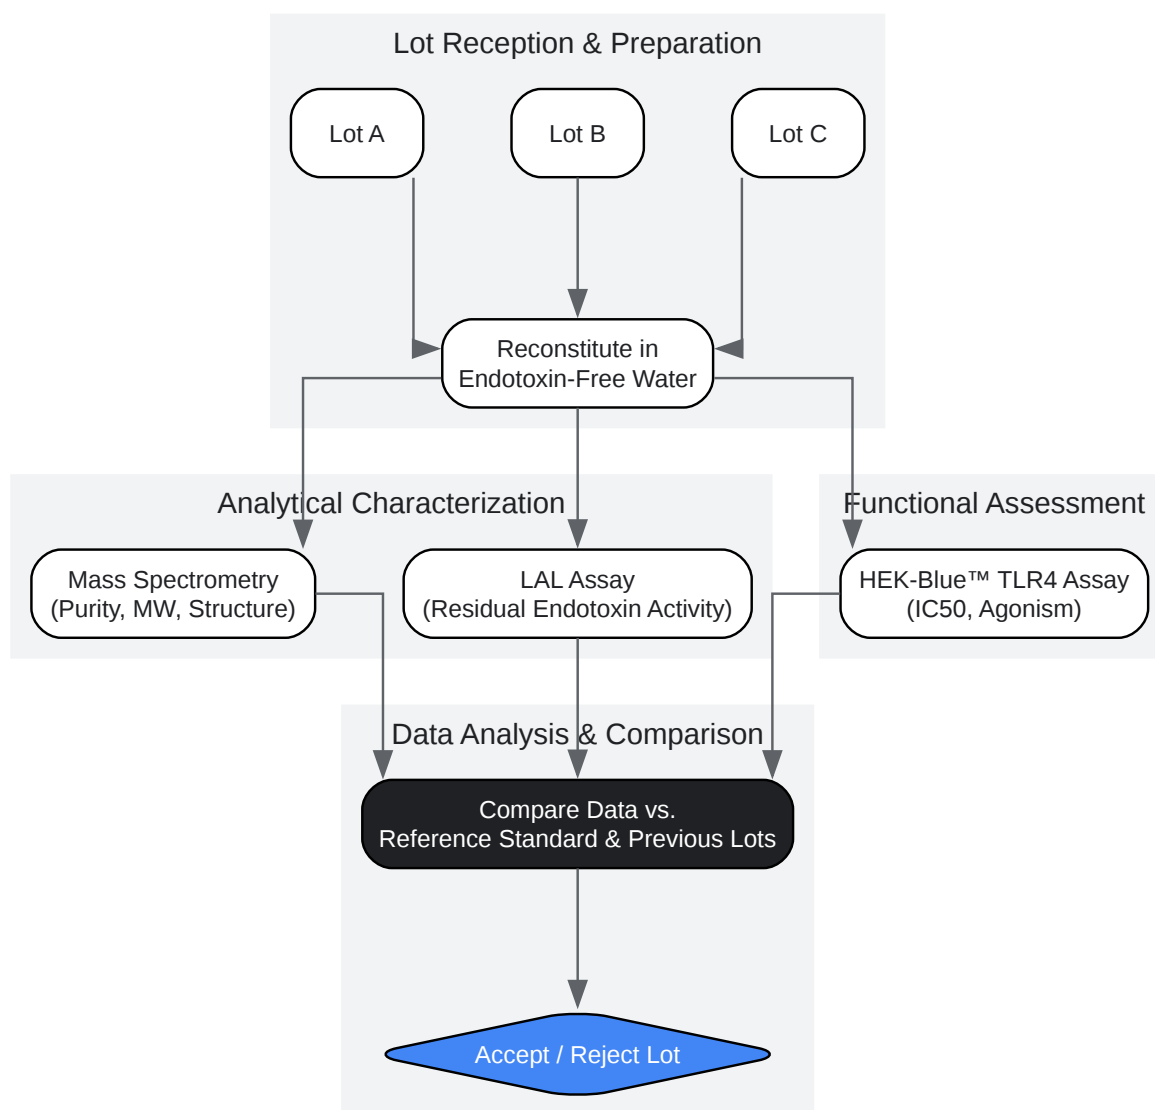 Lot Reception & Preparation
Lot A
Lot B
Lot C
Reconstitute in
Endotoxin-Free Water
Analytical Characterization
Functional Assessment
Mass Spectrometry
(Purity, MW, Structure)
LAL Assay
(Residual Endotoxin Activity)
HEK-Blue™ TLR4 Assay
(IC50, Agonism)
Data Analysis & Comparison
Compare Data vs.
Reference Standard & Previous Lots
Accept / Reject Lot